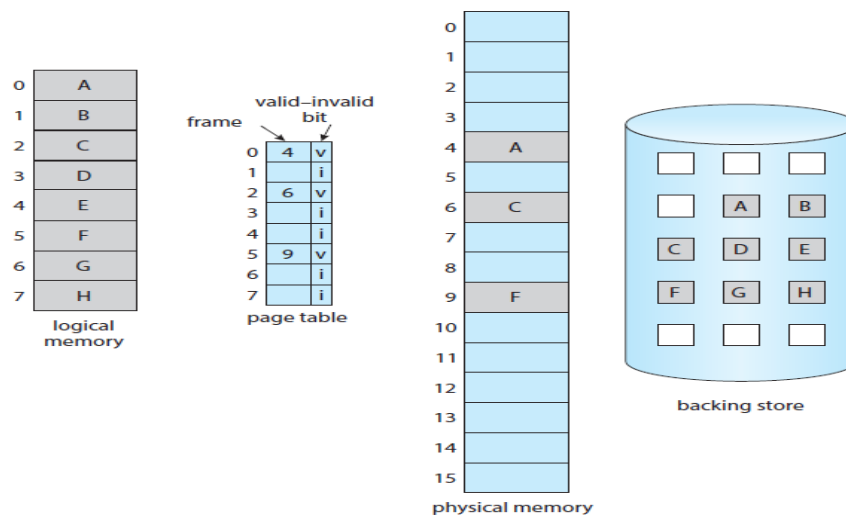 logical memory
0 A
1 B
2 C
3 D
4 E
5 F
6 G
7 H
logical
memory
valid–invalid
bit
frame
0 4 v
1 i
2 6 v
3 i
4 i
5 9 v
6 i
7 i
page table
0
1
2
3
4 A
5
6 C
7
8
9 F
10
11
12
13
14
15
physical memory
A B
C D E
F G H
backing store